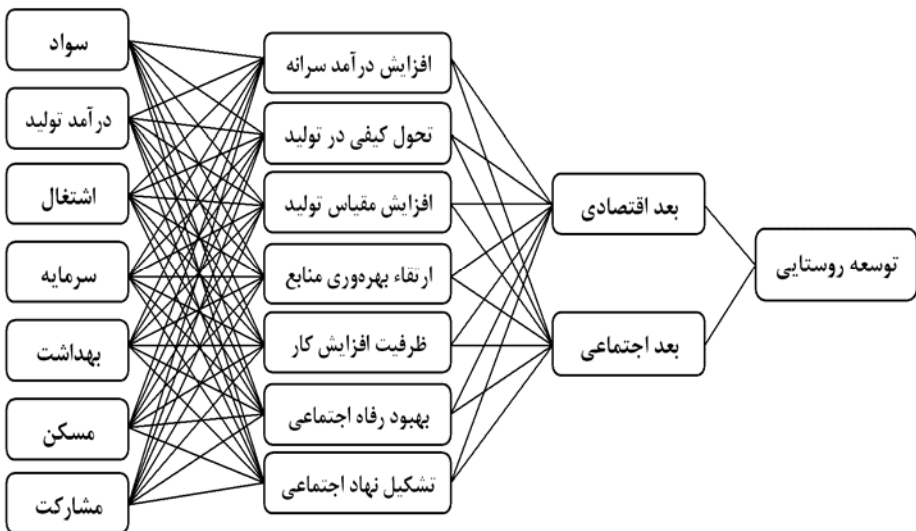 توسعه روستایی
بعد اقتصادی
بعد اجتماعی
افزایش درآمد سرانه
تحول کیفی در تولید
افزایش مقیاس تولید
ارتقاء بهره‌وری منابع
ظرفیت افزایش کار
بهبود رفاه اجتماعی
تشکیل نهاد اجتماعی
سواد
درآمد تولید
اشتغال
سرمایه
بهداشت
مسکن
مشارکت